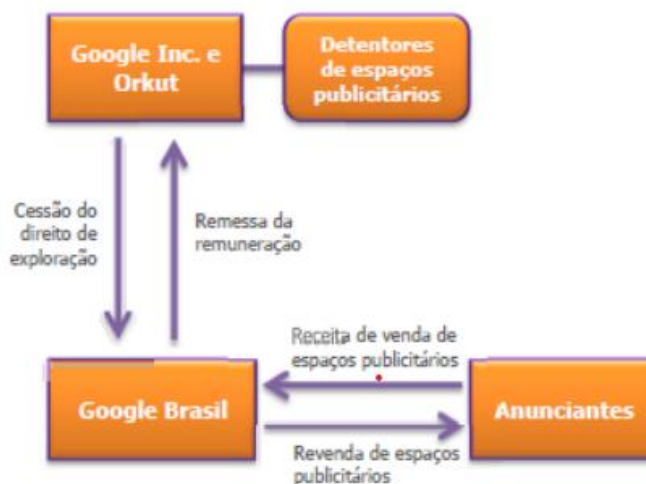 Google Inc. e
Orkut
Detentores
de espaços
publicitários
Cessão do
direito de
exploração
Remessa da
remuneração
Receita de venda de
espaços publicitários
Google Brasil
Anunciantes
Revenda de espaços
publicitários